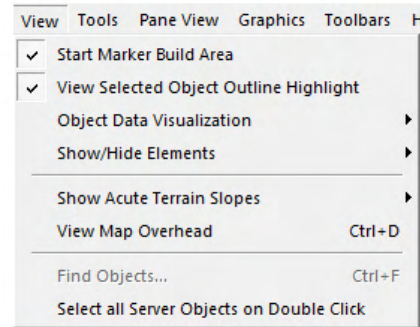 View Tools Pane View Graphics Toolbars
Start Marker Build Area
View Selected Object Outline Highlight
Object Data Visualization
Show/Hide Elements
Show Acute Terrain Slopes
View Map Overhead Ctrl+D
Find Objects... Ctrl+F
Select all Server Objects on Double Click